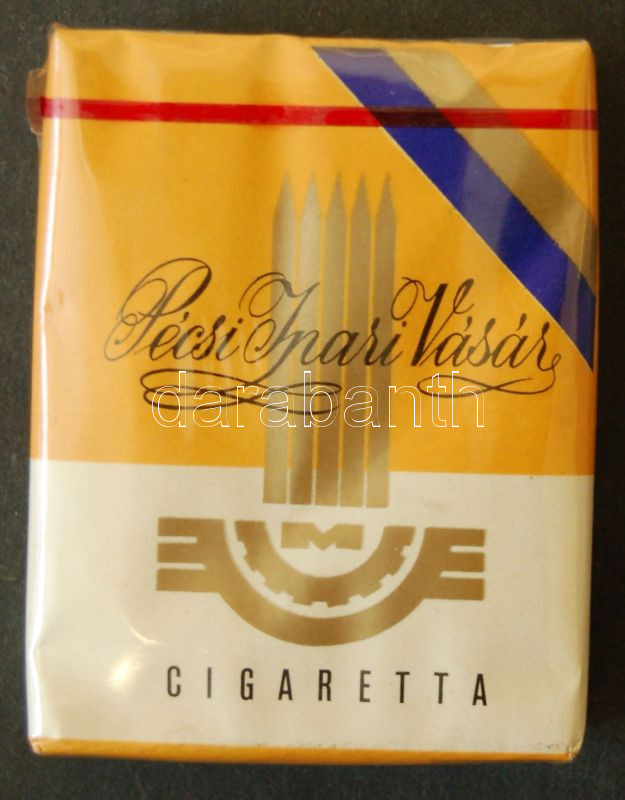 Pécsi Ipari Vásár
darabanth
M
CIGARETTA